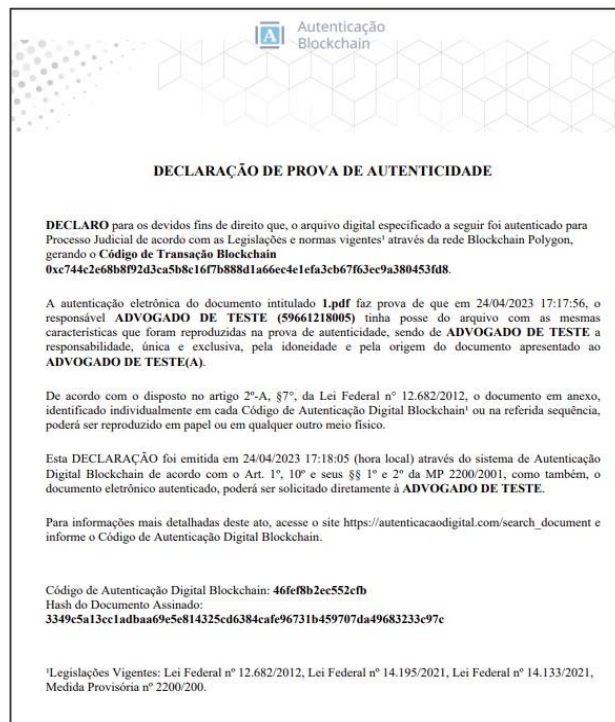 A
Autenticação
Blockchain
DECLARAÇÃO DE PROVA DE AUTENTICIDADE
DECLARO para os devidos fins de direito que, o arquivo digital especificado a seguir foi autenticado para
Processo Judicial de acordo com as Legislações e normas vigentes¹ através da rede Blockchain Polygon,
gerando o Código de Transação Blockchain
0xc744c2e68b8f92d3ca5b8c16f7b888d1a66ec4e1efa3cb67f63ec9a380453fd8.
A autenticação eletrônica do documento intitulado 1.pdf faz prova de que em 24/04/2023 17:17:56, o
responsável ADVOGADO DE TESTE (59661218005) tinha posse do arquivo com as mesmas
características que foram reproduzidas na prova de autenticidade, sendo de ADVOGADO DE TESTE a
responsabilidade, única e exclusiva, pela idoneidade e pela origem do documento apresentado ao
ADVOGADO DE TESTE(A).
De acordo com o disposto no artigo 2º-A, §7°, da Lei Federal n° 12.682/2012, o documento em anexo,
identificado individualmente em cada Código de Autenticação Digital Blockchain¹ ou na referida sequência,
poderá ser reproduzido em papel ou em qualquer outro meio físico.
Esta DECLARAÇÃO foi emitida em 24/04/2023 17:18:05 (hora local) através do sistema de Autenticação
Digital Blockchain de acordo com o Art. 1º, 10º e seus §§ 1º e 2º da MP 2200/2001, como também, o
documento eletrônico autenticado, poderá ser solicitado diretamente à ADVOGADO DE TESTE.
Para informações mais detalhadas deste ato, acesse o site https://autenticacaodigital.com/search_document e
informe o Código de Autenticação Digital Blockchain.
Código de Autenticação Digital Blockchain: 46fef8b2ec552cfb
Hash do Documento Assinado:
3349c5a13cc1adbaa69e5e814325cd6384cafe96731b459707da49683233c97c
¹Legislações Vigentes: Lei Federal nº 12.682/2012, Lei Federal nº 14.195/2021, Lei Federal nº 14.133/2021,
Medida Provisória nº 2200/200.